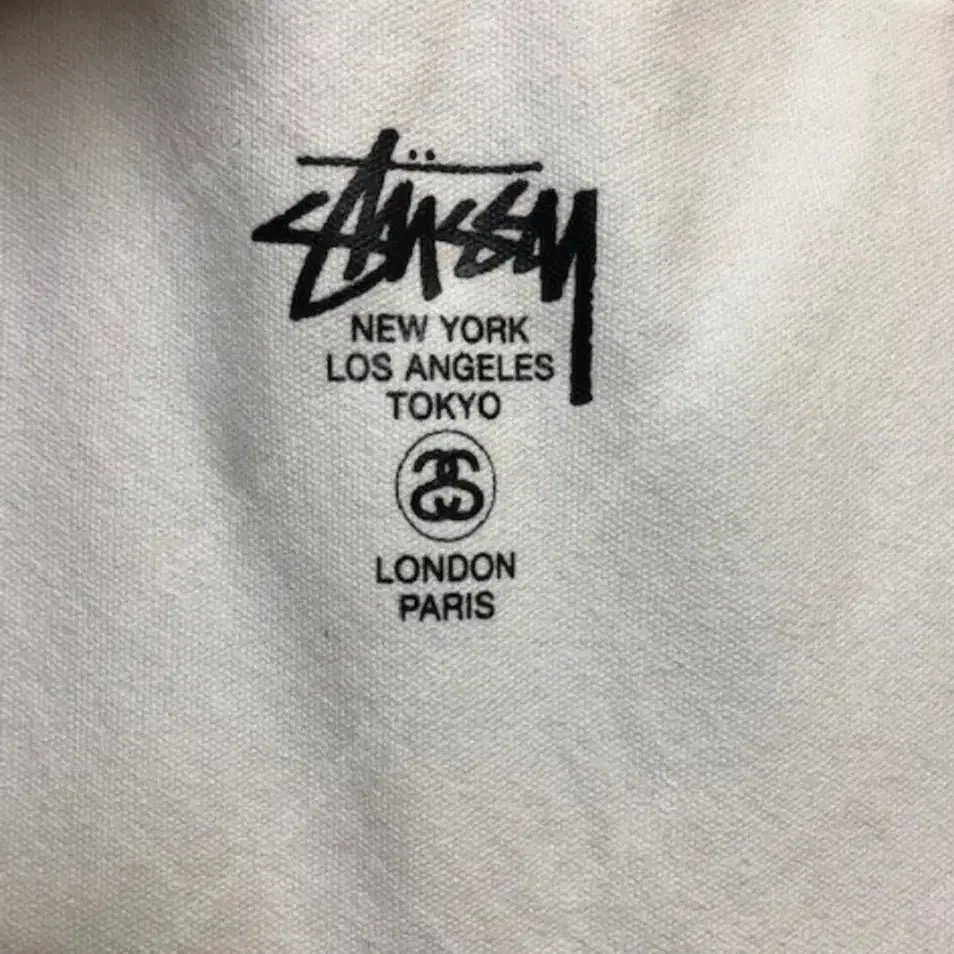 Stüssy
NEW YORK
LOS ANGELES
TOKYO
SS
LONDON
PARIS